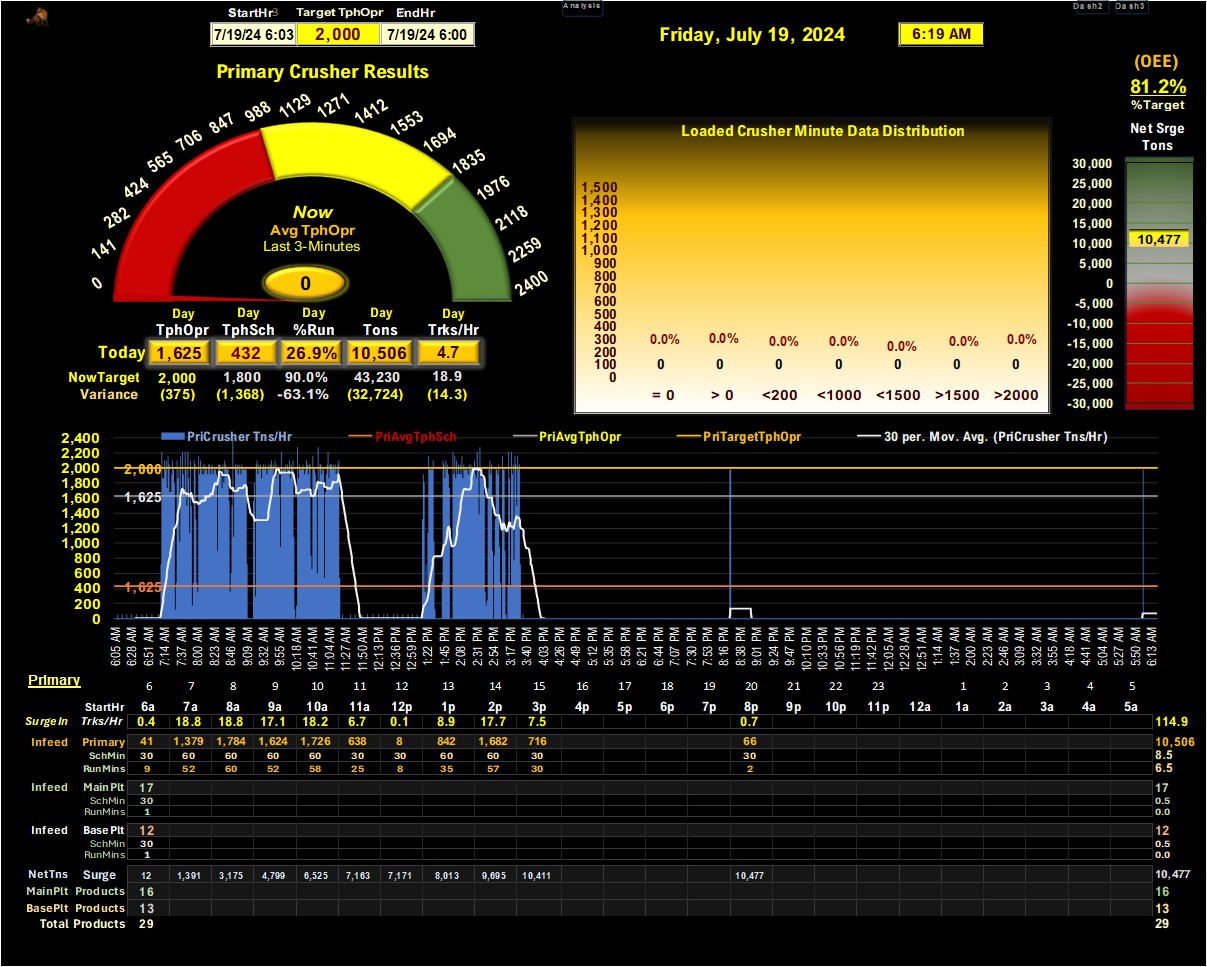 Analysis
Dash2 Dash3
StartHr3 Target TphOpr EndHr
7/19/24 6:03 2,000 7/19/24 6:00
Friday, July 19, 2024 6:19 AM
Primary Crusher Results
(OEE)
81.2%
%Target
Net Srge
Tons
0 141 282 424 565 706 847 988 1129 1271 1412 1553 1694 1835 1976 2118 2259 2400
Now
Avg TphOpr
Last 3-Minutes
0
Day Day Day Day Day
TphOpr TphSch %Run Tons Trks/Hr
Today 1,625 432 26.9% 10,506 4.7
NowTarget 2,000 1,800 90.0% 43,230 18.9
Variance (375) (1,368) -63.1% (32,724) (14.3)
Loaded Crusher Minute Data Distribution
1,500
1,400
1,300
1,200
1,100
1,000
900
800
700
600
500
400
300
200
100
0
0.0% 0.0% 0.0% 0.0% 0.0% 0.0% 0.0%
0 0 0 0 0 0 0
= 0 > 0 <200 <1000 <1500 >1500 >2000
30,000
25,000
20,000
15,000
10,000
5,000
0
-5,000
-10,000
-15,000
-20,000
-25,000
-30,000
10,477
PriCrusher Tns/Hr PriAvgTphSch PriAvgTphOpr PriTargetTphOpr 30 per. Mov. Avg. (PriCrusher Tns/Hr)
2,400
2,000
1,800
1,600
1,400
1,200
1,000
800
600
400
200
0
2,000
1,625
1,625
6:05 AM 6:28 AM 6:51 AM 7:14 AM 7:37 AM 8:00 AM 8:23 AM 8:46 AM 9:09 AM 9:32 AM 9:55 AM 10:18 AM 10:41 AM 11:04 AM 11:27 AM 11:50 AM 12:13 PM 12:36 PM 12:59 PM 1:22 PM 1:45 PM 2:08 PM 2:31 PM 2:54 PM 3:17 PM 3:40 PM 4:03 PM 4:26 PM 4:49 PM 5:12 PM 5:35 PM 5:58 PM 6:21 PM 6:44 PM 7:07 PM 7:30 PM 7:53 PM 8:16 PM 8:38 PM 9:01 PM 9:24 PM 9:47 PM 10:10 PM 10:33 PM 10:56 PM 11:19 PM 11:42 PM 12:05 AM 12:28 AM 12:51 AM 1:14 AM 1:37 AM 2:00 AM 2:23 AM 2:46 AM 3:09 AM 3:32 AM 3:55 AM 4:18 AM 4:41 AM 5:04 AM 5:27 AM 5:50 AM 6:13 AM
Primary
6 7 8 9 10 11 12 13 14 15 16 17 18 19 20 21 22 23 1 2 3 4 5
StartHr 6a 7a 8a 9a 10a 11a 12p 1p 2p 3p 4p 5p 6p 7p 8p 9p 10p 11p 12a 1a 2a 3a 4a 5a
SurgeIn Trks/Hr 0.4 18.8 18.8 17.1 18.2 6.7 0.1 8.9 17.7 7.5 0.7 114.9
Infeed Primary 41 1,379 1,784 1,624 1,726 638 8 842 1,682 716 66 10,506
SchMin 30 60 60 60 60 30 30 60 60 30 30 8.5
RunMins 9 52 60 52 58 25 8 35 57 30 2 6.5
Infeed MainPlt 17 17
SchMin 30 0.5
RunMins 1 0.0
Infeed BasePlt 12 12
SchMin 30 0.5
RunMins 1 0.0
NetTns Surge 12 1,391 3,175 4,799 6,525 7,163 7,171 8,013 9,695 10,411 10,477 10,477
MainPlt Products 16 16
BasePlt Products 13 13
Total Products 29 29